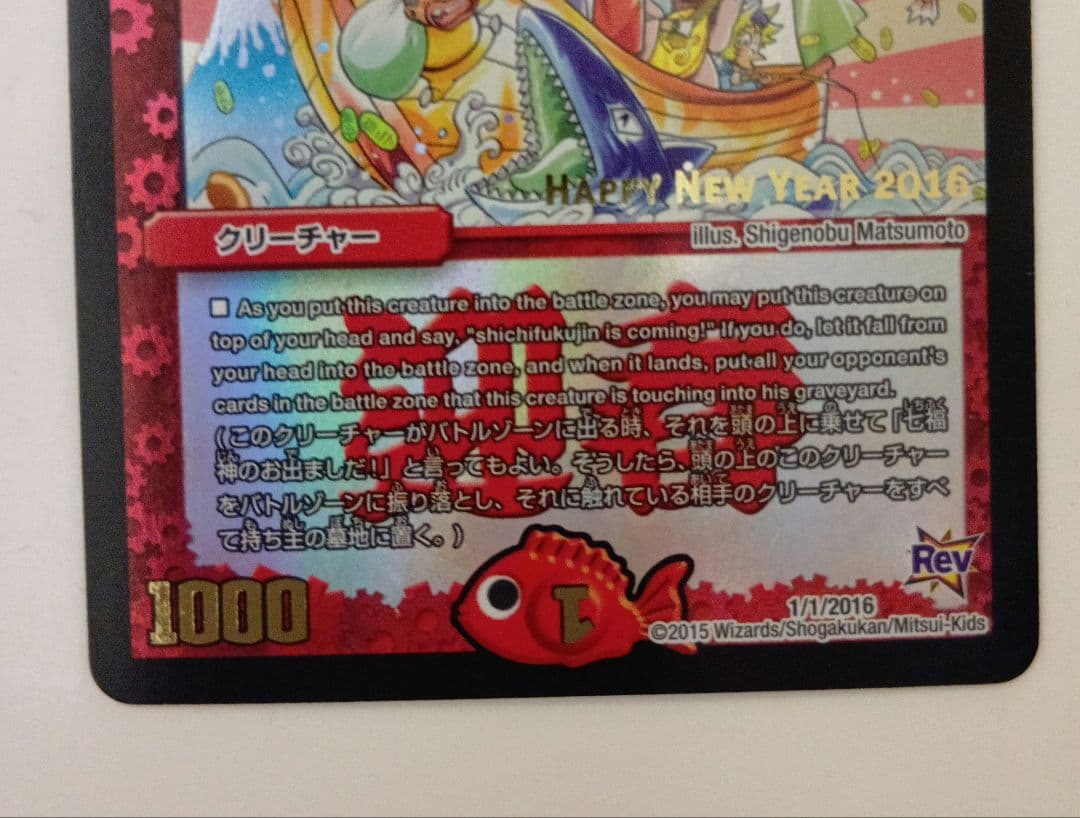 HAPPY NEW YEAR 2016
クリーチャー
illus. Shigenobu Matsumoto
■ As you put this creature into the battle zone, you may put this creature on
top of your head and say, "shichifukujin is coming!" If you do, let it fall from
your head into the battle zone, and when it lands, put all your opponent's
cards in the battle zone that this creature is touching into his graveyard.
(このクリーチャーがバトルゾーンに出る時、それを頭の上に乗せて「七福
神のお出ましだ!」と言ってもよい。そうしたら、頭の上のこのクリーチャー
をバトルゾーンに振り落とし、それに触れている相手のクリーチャーをすべ
て持ち主の墓地に置く。)
Rev
1000
1
1/1/2016
©2015 Wizards/Shogakukan/Mitsui-Kids